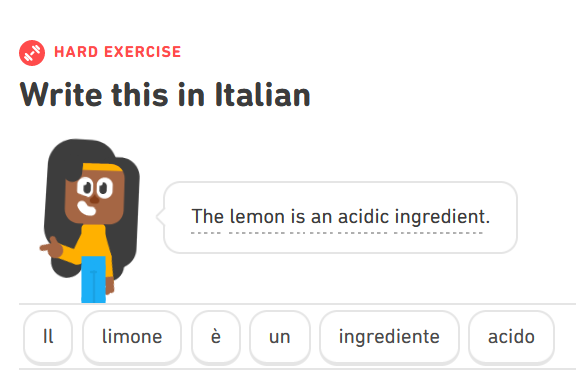 HARD EXERCISE
Write this in Italian
The lemon is an acidic ingredient.
Il limone è un ingrediente acido